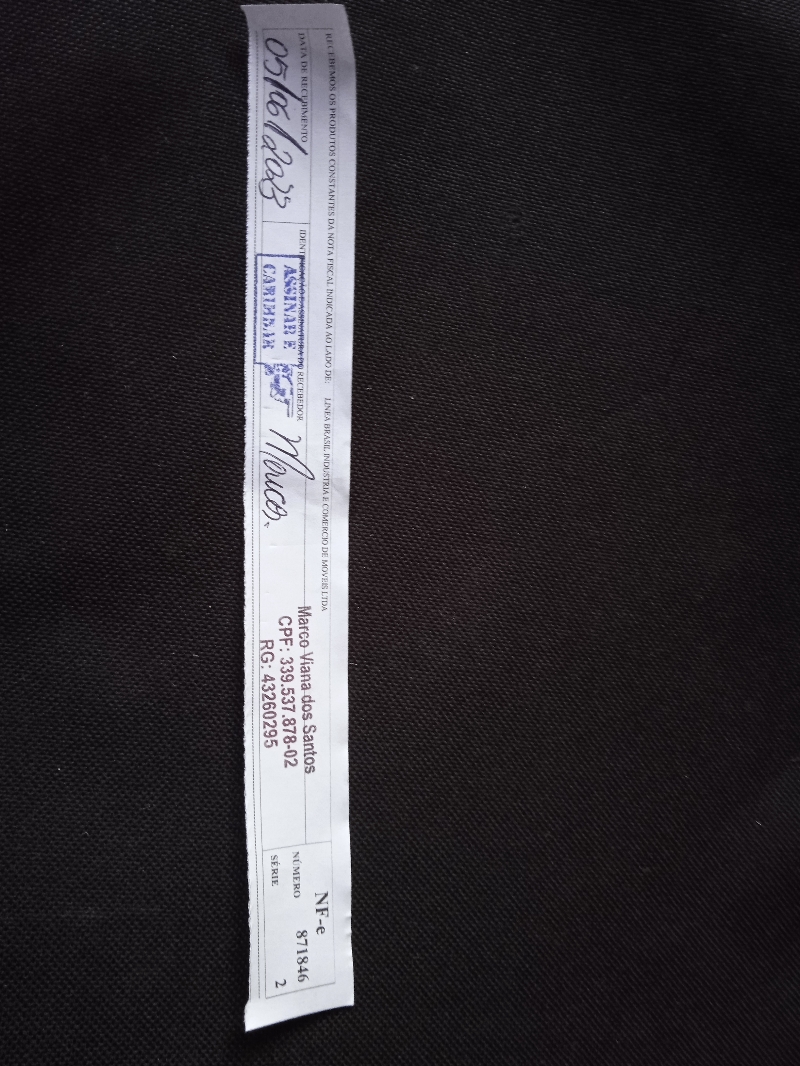 RECEBEMOS OS PRODUTOS CONSTANTES DA NOTA FISCAL INDICADA AO LADO DE: LINEA BRASIL INDUSTRIA E COMERCIO DE MOVEIS LTDA
DATA DE RECEBIMENTO
05/06/2023
IDENTIFICAÇÃO E ASSINATURA DO RECEBEDOR
ASSINAR E
CARIMBAR
Marco Viana dos Santos
CPF: 339.537.878-02
RG: 43260295
NF-e
NÚMERO 871846
SÉRIE 2